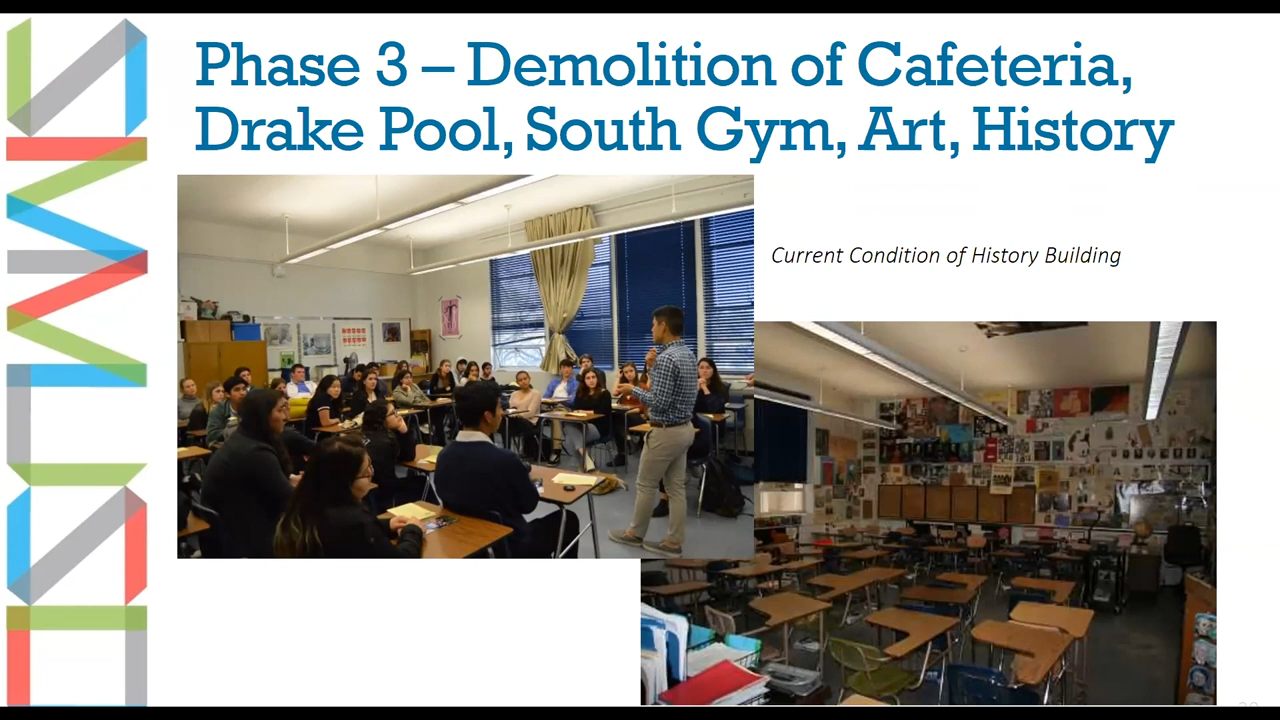 Phase 3 – Demolition of Cafeteria,
Drake Pool, South Gym, Art, History
Current Condition of History Building